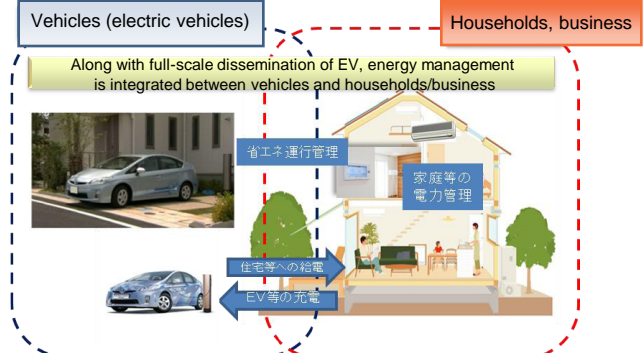 Vehicles (electric vehicles)
Households, business
Along with full-scale dissemination of EV, energy management
is integrated between vehicles and households/business
省エネ運行管理
家庭等の
電力管理
住宅等への給電
EV等の充電